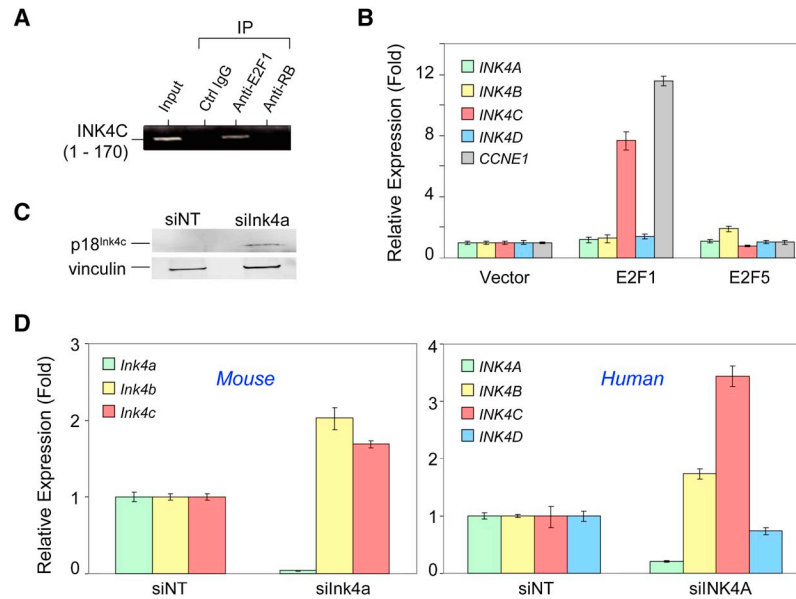 A
IP
Input
Ctrl IgG
Anti-E2F1
Anti-RB
INK4C
(1 - 170)
B
Relative Expression (Fold)
12
8
4
2
0
INK4A
INK4B
INK4C
INK4D
CCNE1
Vector
E2F1
E2F5
C
siNT
siInk4a
p18Ink4c
vinculin
D
Relative Expression (Fold)
3
2
1
0
Ink4a
Ink4b
Ink4c
Mouse
siNT
siInk4a
4
3
2
1
0
INK4A
INK4B
INK4C
INK4D
Human
siNT
siINK4A